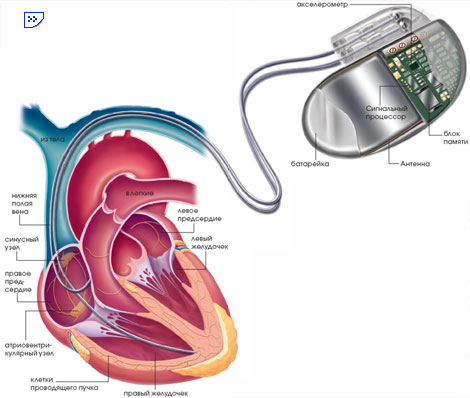 акселерометр
блок
Сигнальный
процессор
блок
памяти
батарейка
Антенна
из тела
в легкие
нижняя
полая
вена
левое
предсердие
синусный
узел
левый
желудочек
правое
пред-
сердие
атриовентри-
кулярный узел
клетки
проводящего пучка
правый желудочек